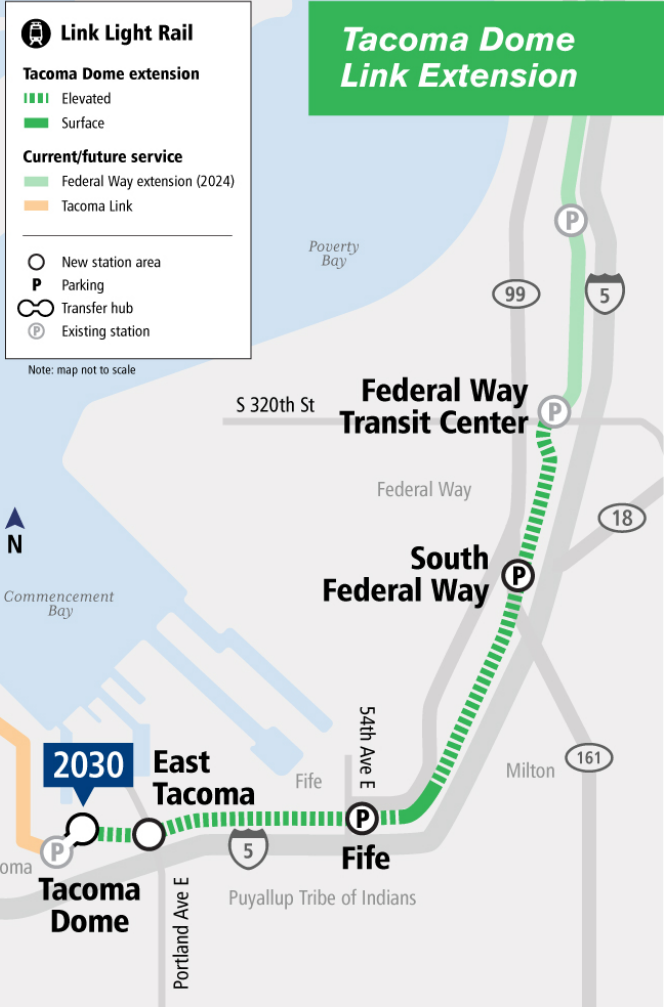 Link Light Rail
Tacoma Dome extension
Elevated
Surface
Current/future service
Federal Way extension (2024)
Tacoma Link
New station area
P Parking
Transfer hub
P Existing station
Note: map not to scale
Tacoma Dome
Link Extension
P
Poverty
Bay
99
5
Federal Way
Transit Center
P
S 320th St
Federal Way
18
N
South
Federal Way
P
Commencement
Bay
54th Ave E
2030
East
Tacoma
Fife
Milton
161
P
P
5
Fife
oma
Tacoma
Dome
Portland Ave E
Puyallup Tribe of Indians